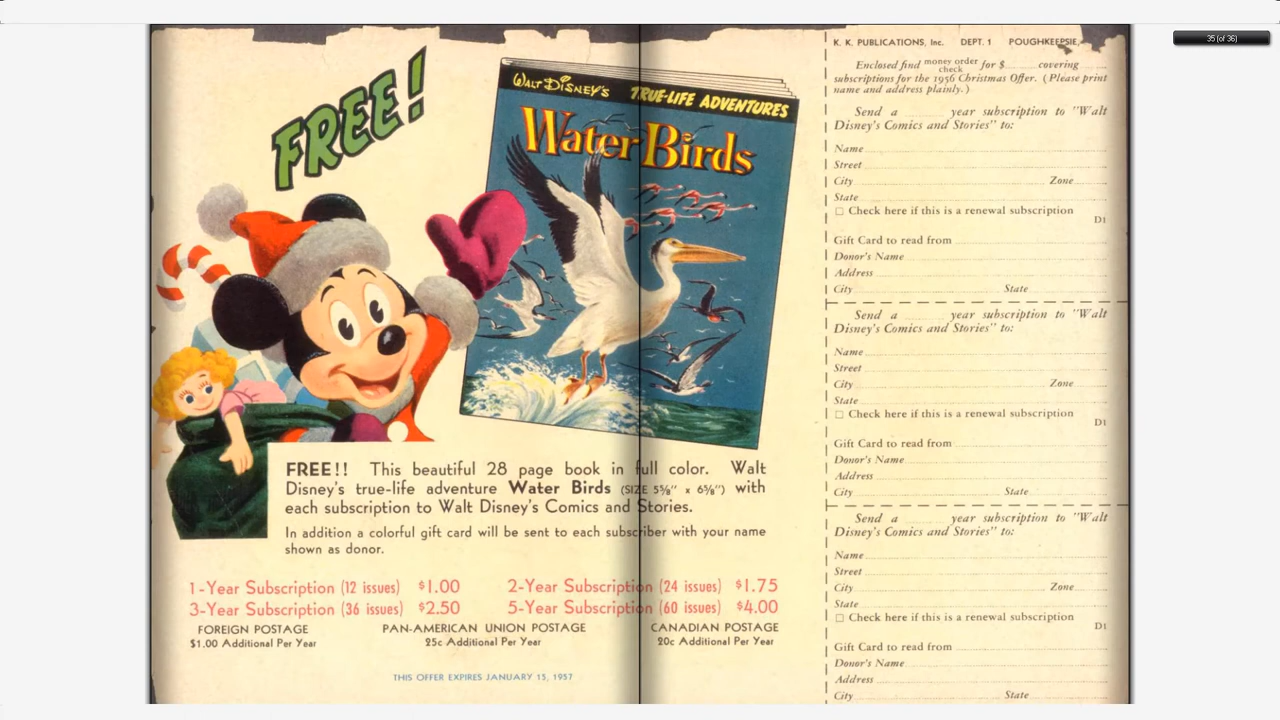 35 (of 36)
FREE!
WALT DISNEY'S TRUE-LIFE ADVENTURES
Water Birds
FREE!! This beautiful 28 page book in full color. Walt
Disney's true-life adventure Water Birds (SIZE 5⅝" x 6⅝") with
each subscription to Walt Disney's Comics and Stories.
In addition a colorful gift card will be sent to each subscriber with your name
shown as donor.
1-Year Subscription (12 issues) $1.00 2-Year Subscription (24 issues) $1.75
3-Year Subscription (36 issues) $2.50 5-Year Subscription (60 issues) $4.00
FOREIGN POSTAGE PAN-AMERICAN UNION POSTAGE CANADIAN POSTAGE
$1.00 Additional Per Year 25c Additional Per Year 20c Additional Per Year
THIS OFFER EXPIRES JANUARY 15, 1957
K. K. PUBLICATIONS, Inc. DEPT. 1 POUGHKEEPSIE,
Enclosed find money order check for $ covering
subscriptions for the 1956 Christmas Offer. (Please print
name and address plainly.)
Send a year subscription to "Walt
Disney's Comics and Stories" to:
Name
Street
City Zone
State
□ Check here if this is a renewal subscription
D1
Gift Card to read from
Donor's Name
Address
City State
Send a year subscription to "Walt
Disney's Comics and Stories" to:
Name
Street
City Zone
State
□ Check here if this is a renewal subscription
D1
Gift Card to read from
Donor's Name
Address
City State
Send a year subscription to "Walt
Disney's Comics and Stories" to:
Name
Street
City Zone
State
□ Check here if this is a renewal subscription
D1
Gift Card to read from
Donor's Name
Address
City State